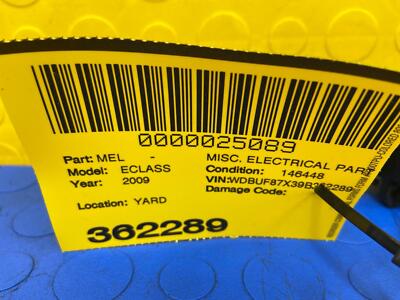 0000025089
Part: MEL - MISC. ELECTRICAL PART
Model: ECLASS Condition: 146448
Year: 2009 VIN:WDBUF87X39B362289
Damage Code:
Location: YARD
362289